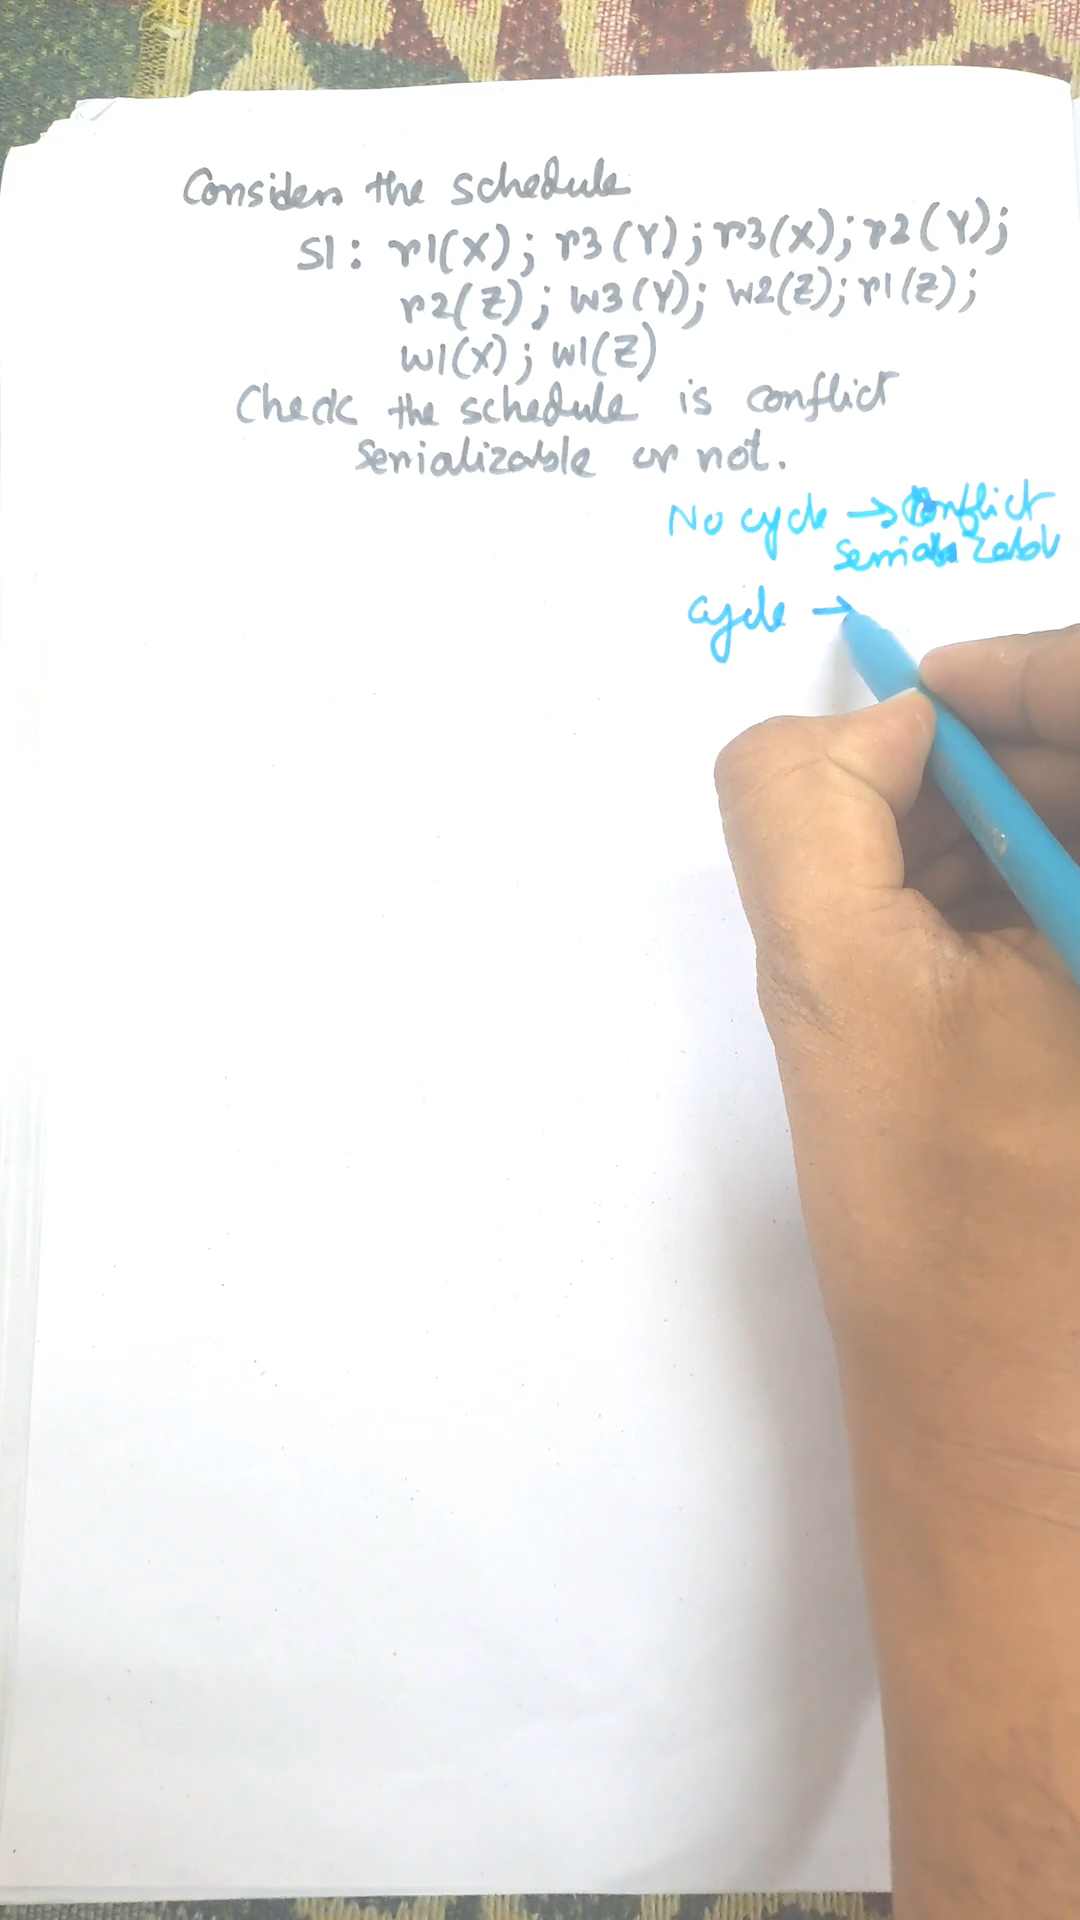 Consider the schedule
S1: r1(X); r3(Y); r3(X); r2(Y);
r2(Z); w3(Y); w2(Z); r1(Z);
w1(X); w1(Z)
Check the schedule is conflict
Serializable or not.
No cycle → Conflict
Serializabl
cycle →